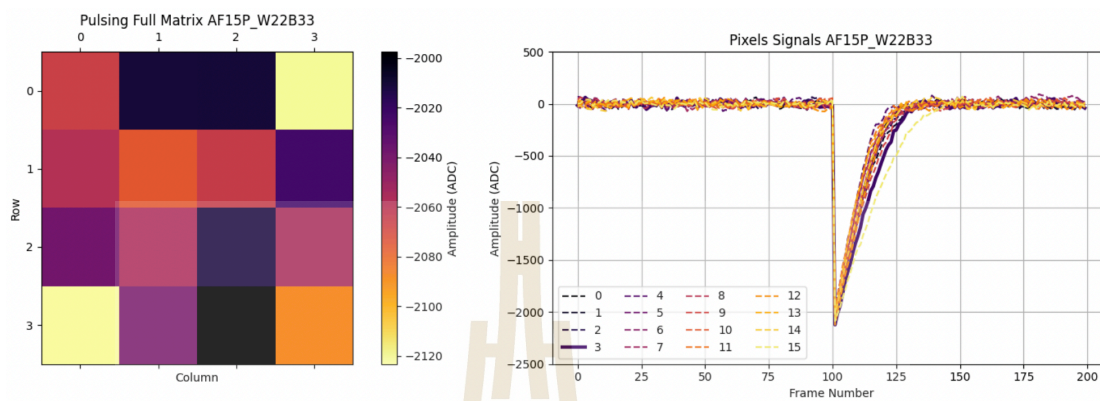 Pulsing Full Matrix AF15P_W22B33
0 1 2 3
0
1
2
3
Row
Column
−2000
−2020
−2040
−2060
−2080
−2100
−2120
Amplitude (ADC)
Pixels Signals AF15P_W22B33
500
0
−500
−1000
−1500
−2000
−2500
Amplitude (ADC)
0 4 8 12
1 5 9 13
2 6 10 14
3 7 11 15
0 25 50 75 100 125 150 175 200
Frame Number